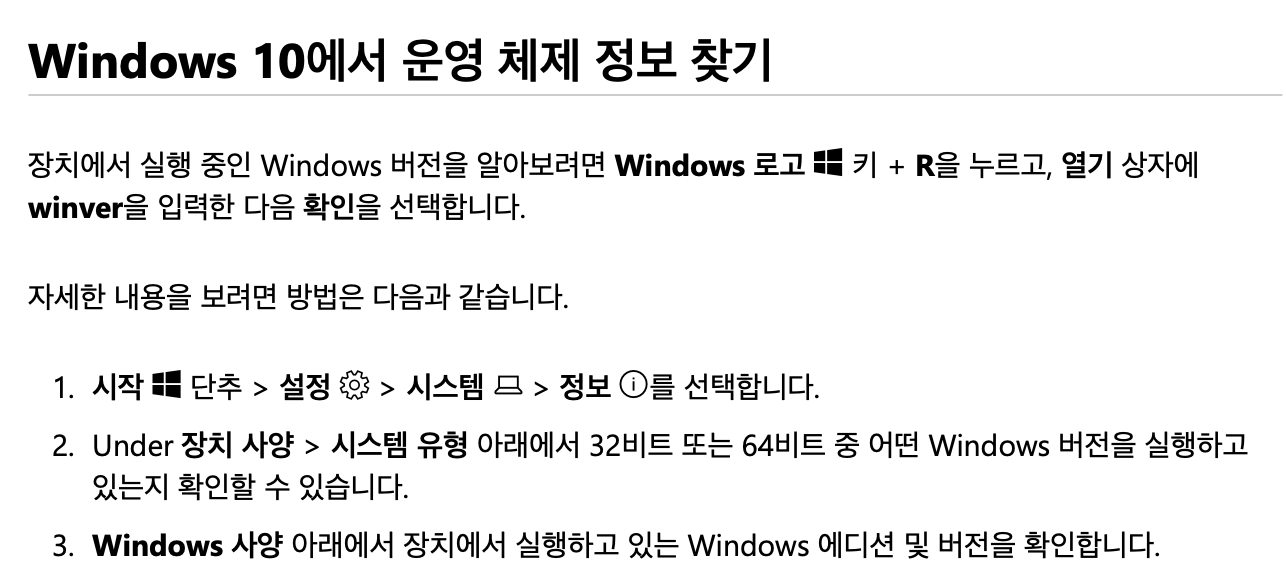 Windows 10에서 운영 체제 정보 찾기
장치에서 실행 중인 Windows 버전을 알아보려면 Windows 로고 키 + R을 누르고, 열기 상자에
winver을 입력한 다음 확인을 선택합니다.
자세한 내용을 보려면 방법은 다음과 같습니다.
1. 시작 단추 > 설정 > 시스템 > 정보 를 선택합니다.
2. Under 장치 사양 > 시스템 유형 아래에서 32비트 또는 64비트 중 어떤 Windows 버전을 실행하고
있는지 확인할 수 있습니다.
3. Windows 사양 아래에서 장치에서 실행하고 있는 Windows 에디션 및 버전을 확인합니다.